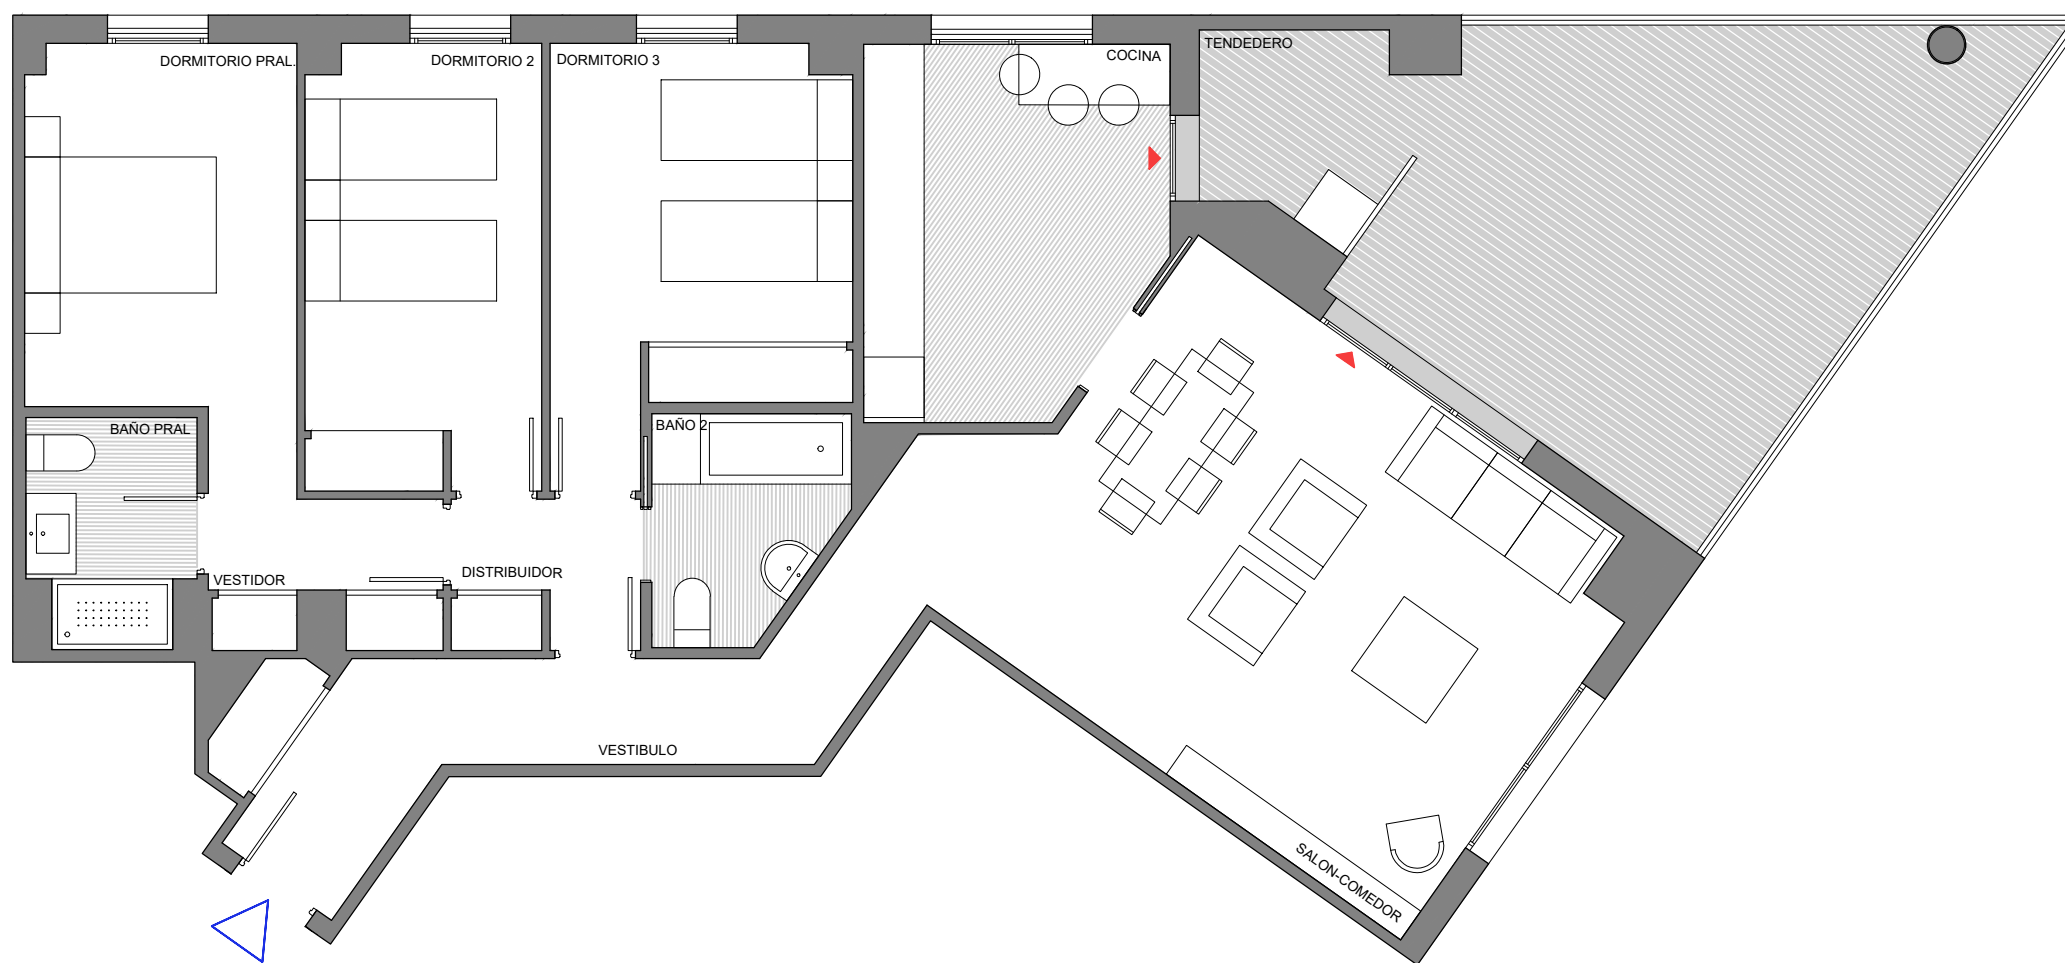 DORMITORIO PRAL.
DORMITORIO 2
DORMITORIO 3
COCINA
TENDEDERO
BAÑO PRAL
BAÑO 2
VESTIDOR
DISTRIBUIDOR
VESTIBULO
SALON-COMEDOR